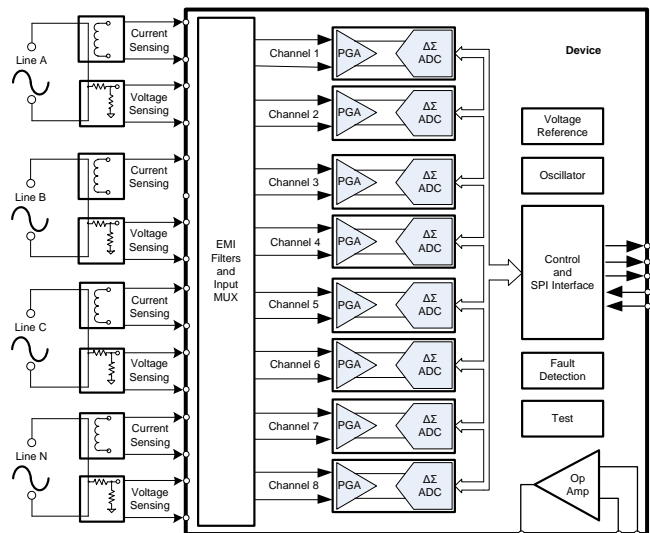 Line A
Current
Sensing
Voltage
Sensing
Line B
Current
Sensing
Voltage
Sensing
Line C
Current
Sensing
Voltage
Sensing
Line N
Current
Sensing
Voltage
Sensing
EMI
Filters
and
Input
MUX
Channel 1
PGA
ΔΣ
ADC
Channel 2
PGA
ΔΣ
ADC
Channel 3
PGA
ΔΣ
ADC
Channel 4
PGA
ΔΣ
ADC
Channel 5
PGA
ΔΣ
ADC
Channel 6
PGA
ΔΣ
ADC
Channel 7
PGA
ΔΣ
ADC
Channel 8
PGA
ΔΣ
ADC
Device
Voltage
Reference
Oscillator
Control
and
SPI Interface
Fault
Detection
Test
Op
Amp